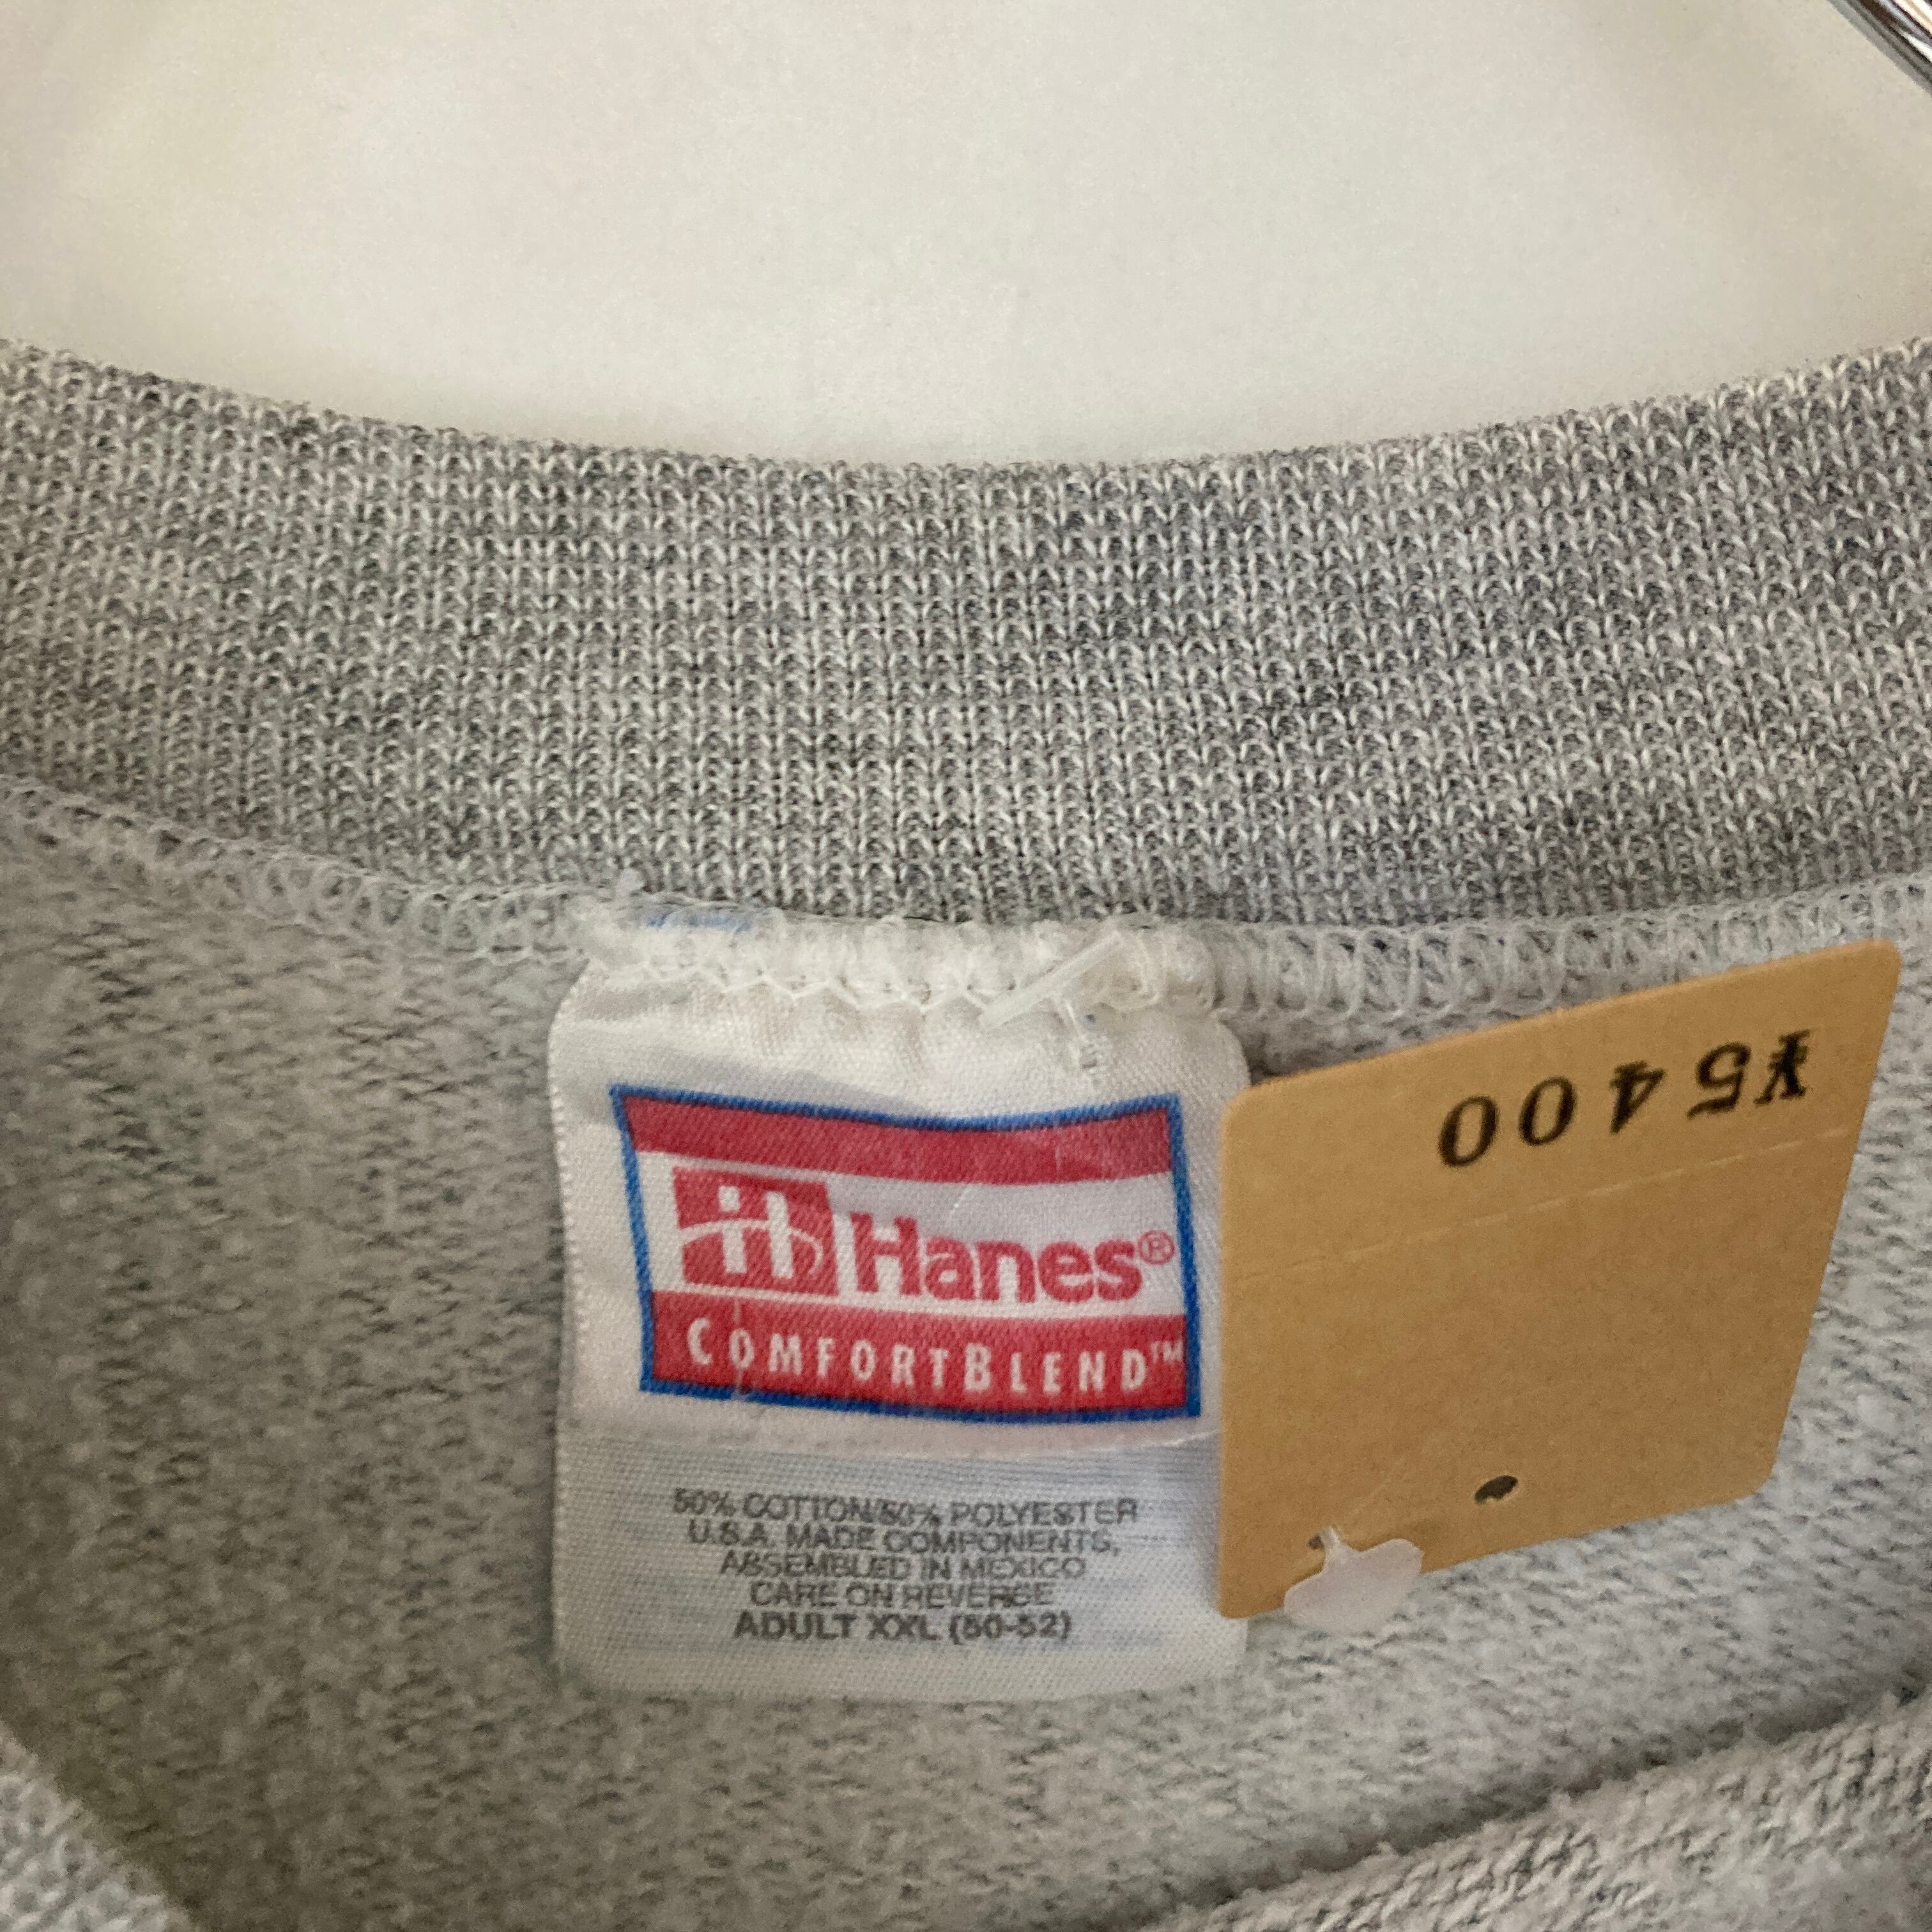 Hanes®
COMFORTBLEND™
50% COTTON/50% POLYESTER
U.S.A. MADE COMPONENTS,
ASSEMBLED IN MEXICO
CARE ON REVERSE
ADULT XXL (50-52)
¥5400